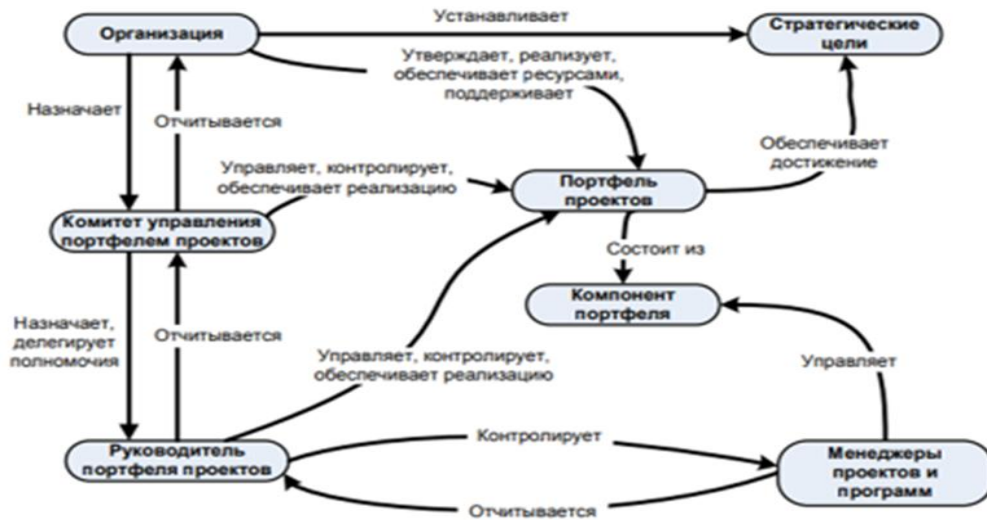 Устанавливает
Организация
Стратегические
цели
Утверждает, реализует,
обеспечивает ресурсами,
поддерживает
Назначает
Отчитывается
Обеспечивает
достижение
Управляет, контролирует,
обеспечивает реализацию
Портфель
проектов
Комитет управления
портфелем проектов
Состоит из
Компонент
портфеля
Назначает,
делегирует
полномочия
Отчитывается
Управляет, контролирует,
обеспечивает реализацию
Управляет
Контролирует
Руководитель
портфеля проектов
Менеджеры
проектов и
программ
Отчитывается